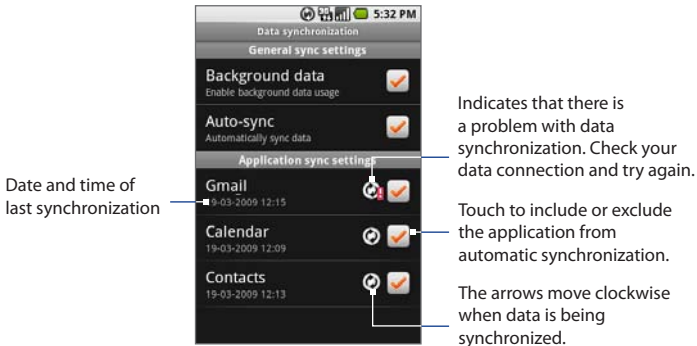 5:32 PM
Data synchronization
General sync settings
Background data
Enable background data usage
Auto-sync
Automatically sync data
Application sync settings
Gmail
19-03-2009 12:15
Calendar
19-03-2009 12:09
Contacts
19-03-2009 12:13
Date and time of
last synchronization
Indicates that there is
a problem with data
synchronization. Check your
data connection and try again.
Touch to include or exclude
the application from
automatic synchronization.
The arrows move clockwise
when data is being
synchronized.